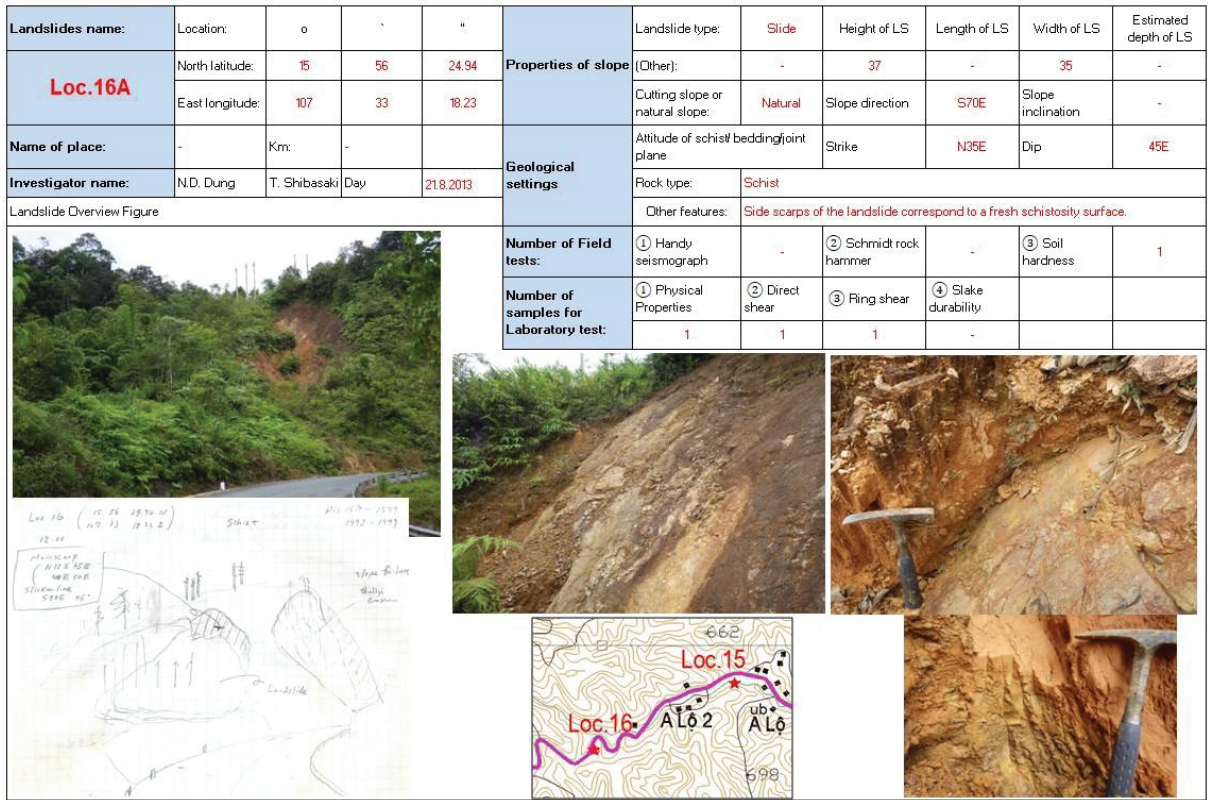 Landslides name: Location: o ` "
Loc.16A
North latitude: 15 56 24.94
East longitude: 107 33 18.23
Name of place: - Km: -
Investigator name: N.D. Dung T. Shibasaki Day 21.8.2013
Landslide Overview Figure
Properties of slope
Landslide type: Slide Height of LS Length of LS Width of LS Estimated depth of LS
(Other): - 37 - 35 -
Cutting slope or natural slope: Natural Slope direction S70E Slope inclination -
Geological settings
Attitude of schist/ bedding/joint plane Strike N35E Dip 45E
Rock type: Schist
Other features: Side scarps of the landslide correspond to a fresh schistosity surface.
Number of Field tests: ① Handy seismograph - ② Schmidt rock hammer - ③ Soil hardness 1
Number of samples for Laboratory test: ① Physical Properties ② Direct shear ③ Ring shear ④ Slake durability
1 1 1 -
Loc 16
Schist
Landslide
662
Loc.15
Loc.16
A Lộ 2
ub
A Lộ
698